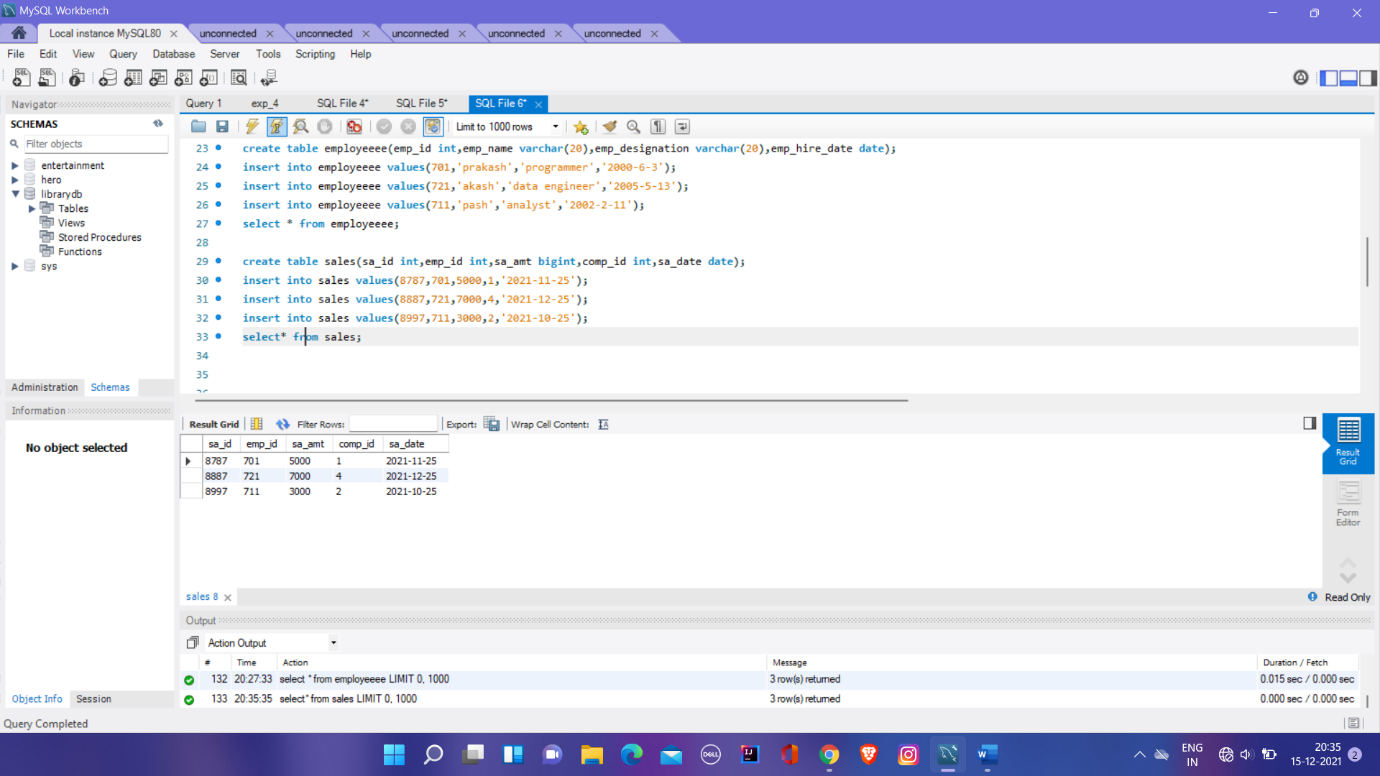 MySQL Workbench
Local instance MySQL80 unconnected unconnected unconnected unconnected unconnected
File Edit View Query Database Server Tools Scripting Help
Navigator
SCHEMAS
Filter objects
entertainment
hero
librarydb
Tables
Views
Stored Procedures
Functions
sys
Administration Schemas
Information
No object selected
Object Info Session
Query 1 exp_4 SQL File 4* SQL File 5* SQL File 6*
Limit to 1000 rows
23 create table employeeee(emp_id int,emp_name varchar(20),emp_designation varchar(20),emp_hire_date date);
24 insert into employeeee values(701,'prakash','programmer','2000-6-3');
25 insert into employeeee values(721,'akash','data engineer','2005-5-13');
26 insert into employeeee values(711,'pash','analyst','2002-2-11');
27 select * from employeeee;
28
29 create table sales(sa_id int,emp_id int,sa_amt bigint,comp_id int,sa_date date);
30 insert into sales values(8787,701,5000,1,'2021-11-25');
31 insert into sales values(8887,721,7000,4,'2021-12-25');
32 insert into sales values(8997,711,3000,2,'2021-10-25');
33 select* from sales;
34
35
Result Grid Filter Rows: Export: Wrap Cell Content:
sa_id emp_id sa_amt comp_id sa_date
8787 701 5000 1 2021-11-25
8887 721 7000 4 2021-12-25
8997 711 3000 2 2021-10-25
Result
Grid
Form
Editor
sales 8
Read Only
Output
Action Output
# Time Action Message Duration / Fetch
132 20:27:33 select * from employeeee LIMIT 0, 1000 3 row(s) returned 0.015 sec / 0.000 sec
133 20:35:35 select* from sales LIMIT 0, 1000 3 row(s) returned 0.000 sec / 0.000 sec
Query Completed
DELL
IJ
W
ENG
IN
20:35
15-12-2021
2